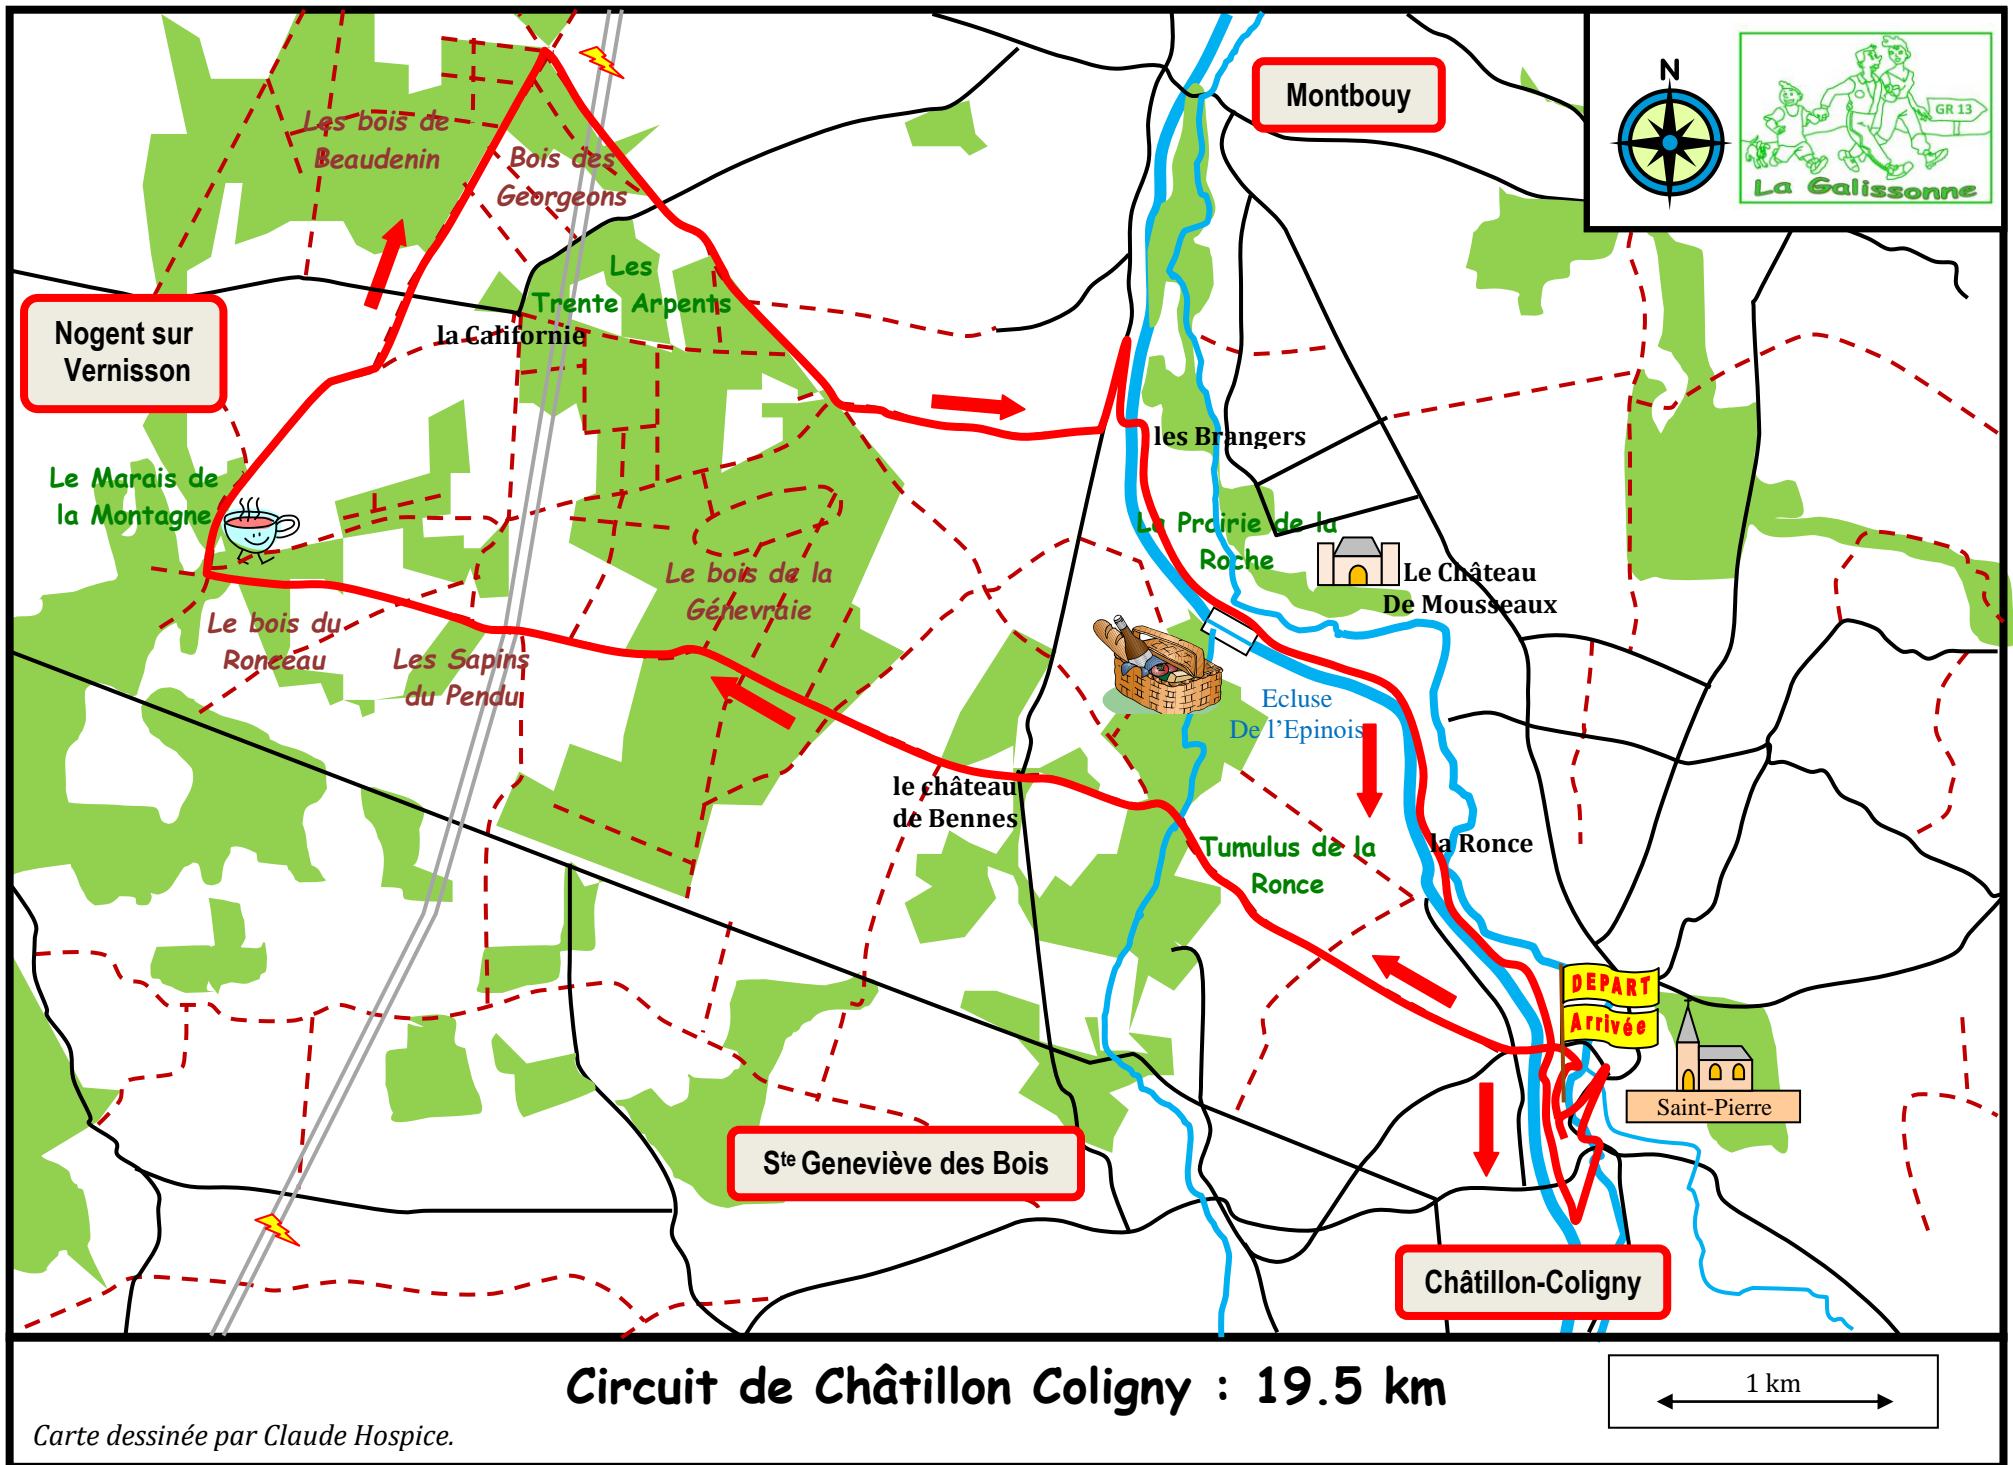 N
GR 13
La Galissonne
Montbouy
Les bois de
Beaudenin
Bois des
Georgeons
Les
Trente Arpents
la Californie
Nogent sur
Vernisson
Le Marais de
la Montagne
les Brangers
La Prairie de la
Roche
Le Château
De Mousseaux
Le bois de la
Génevraie
Le bois du
Ronceau
Les Sapins
du Pendu
Ecluse
De l'Epinois
le château
de Bennes
Tumulus de la
Ronce
la Ronce
DEPART
Arrivée
Saint-Pierre
Ste Geneviève des Bois
Châtillon-Coligny
Circuit de Châtillon Coligny : 19.5 km
1 km
Carte dessinée par Claude Hospice.